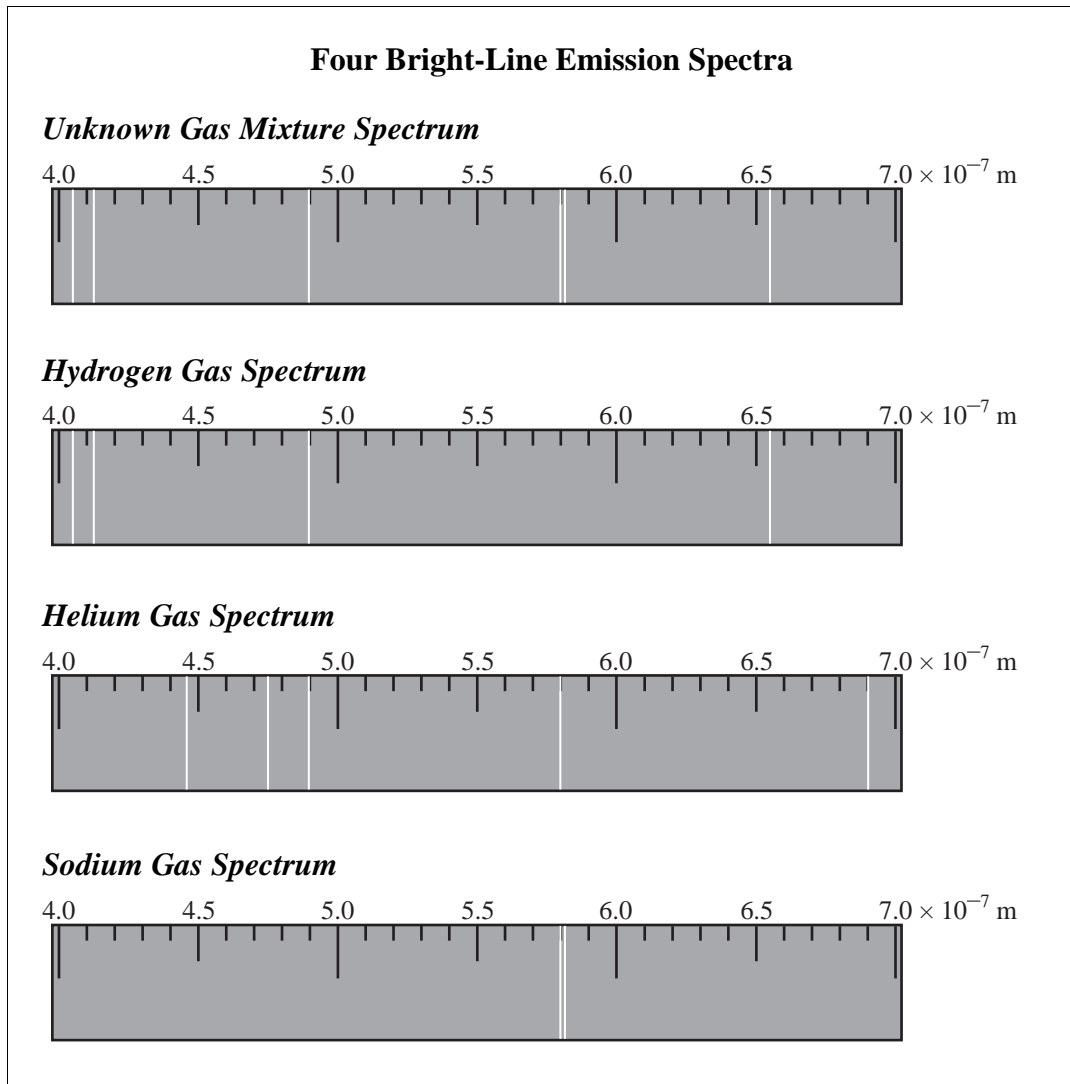 Four Bright-Line Emission Spectra
Unknown Gas Mixture Spectrum
4.0 4.5 5.0 5.5 6.0 6.5 7.0 × 10⁻⁷ m
Hydrogen Gas Spectrum
4.0 4.5 5.0 5.5 6.0 6.5 7.0 × 10⁻⁷ m
Helium Gas Spectrum
4.0 4.5 5.0 5.5 6.0 6.5 7.0 × 10⁻⁷ m
Sodium Gas Spectrum
4.0 4.5 5.0 5.5 6.0 6.5 7.0 × 10⁻⁷ m